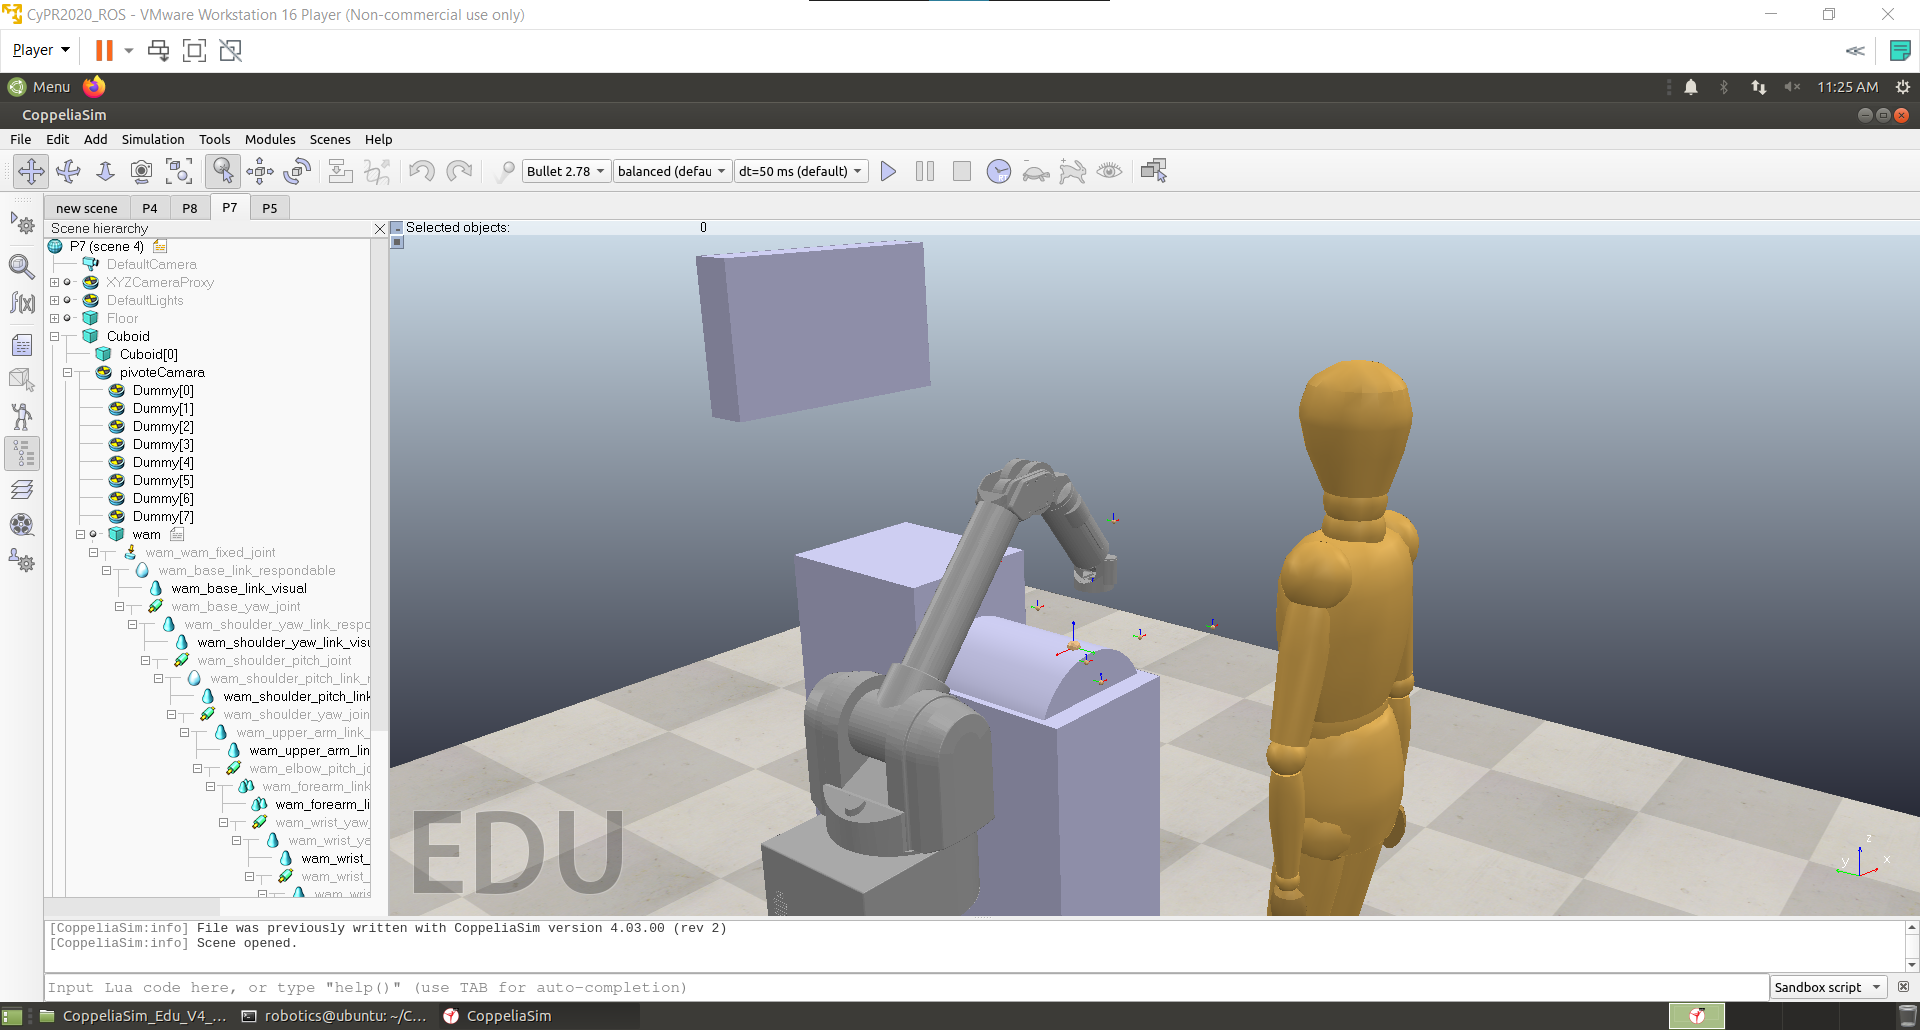 CyPR2020_ROS - VMware Workstation 16 Player (Non-commercial use only)
Player
Menu
11:25 AM
CoppeliaSim
File Edit Add Simulation Tools Modules Scenes Help
Bullet 2.78 balanced (defau dt=50 ms (default)
RT
new scene P4 P8 P7 P5
Scene hierarchy
Selected objects: 0
P7 (scene 4)
DefaultCamera
XYZCameraProxy
DefaultLights
Floor
Cuboid
Cuboid[0]
pivoteCamara
Dummy[0]
Dummy[1]
Dummy[2]
Dummy[3]
Dummy[4]
Dummy[5]
Dummy[6]
Dummy[7]
wam
wam_wam_fixed_joint
wam_base_link_respondable
wam_base_link_visual
wam_base_yaw_joint
wam_shoulder_yaw_link_respo
wam_shoulder_yaw_link_visu
wam_shoulder_pitch_joint
wam_shoulder_pitch_link_r
wam_shoulder_pitch_link
wam_shoulder_yaw_join
wam_upper_arm_link_
wam_upper_arm_lin
wam_elbow_pitch_jo
wam_forearm_link
wam_forearm_li
wam_wrist_yaw_
wam_wrist_ya
wam_wrist_
wam_wrist_
wam_wris
EDU
z
y x
[CoppeliaSim:info] File was previously written with CoppeliaSim version 4.03.00 (rev 2)
[CoppeliaSim:info] Scene opened.
Input Lua code here, or type "help()" (use TAB for auto-completion)
Sandbox script
CoppeliaSim_Edu_V4_... robotics@ubuntu: ~/C... CoppeliaSim